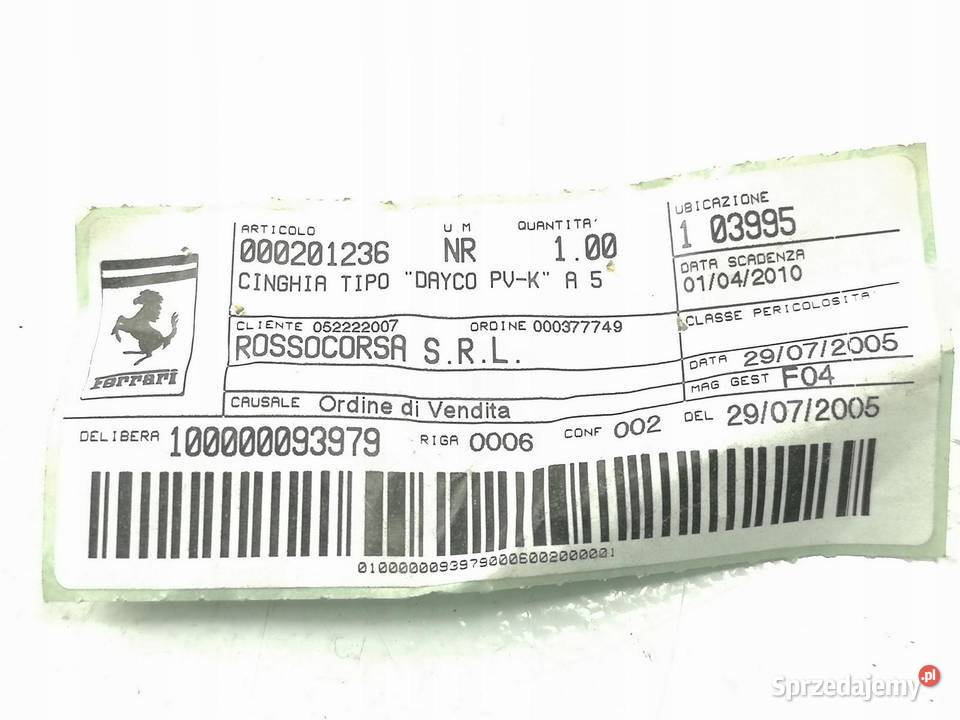 ARTICOLO U M QUANTITA'
000201236 NR 1.00
CINGHIA TIPO "DAYCO PV-K" A 5
UBICAZIONE
1 03995
DATA SCADENZA
01/04/2010
CLASSE PERICOLOSITA'
CLIENTE 052222007 ORDINE 000377749
ROSSOCORSA S.R.L.
DATA 29/07/2005
MAG GEST F04
Ferrari
CAUSALE Ordine di Vendita
DELIBERA 100000093979 RIGA 0006 CONF 002 DEL 29/07/2005
01000000939790006002000001
Sprzedajemy.pl